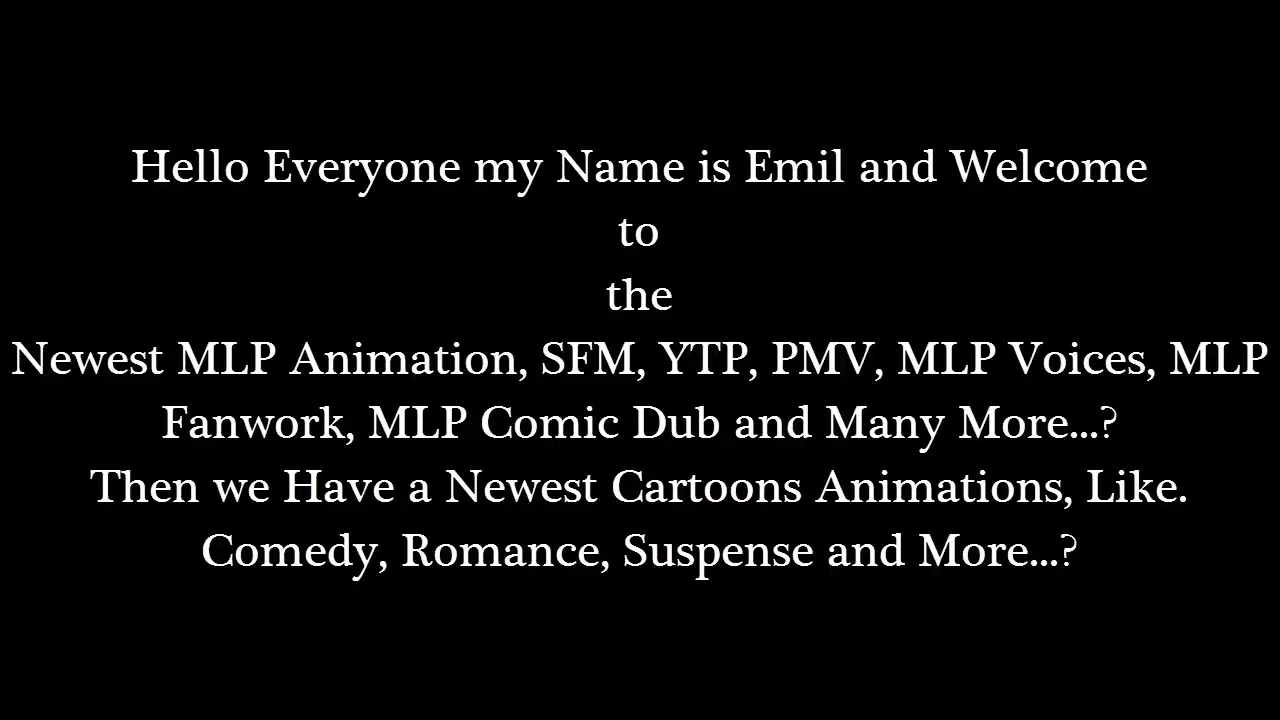 Hello Everyone my Name is Emil and Welcome
to
the
Newest MLP Animation, SFM, YTP, PMV, MLP Voices, MLP
Fanwork, MLP Comic Dub and Many More...?
Then we Have a Newest Cartoons Animations, Like.
Comedy, Romance, Suspense and More...?